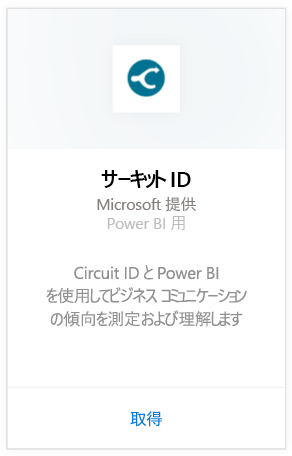 サーキット ID
Microsoft 提供
Power BI 用
Circuit ID と Power BI
を使用してビジネス コミュニケーション
の傾向を測定および理解します
取得